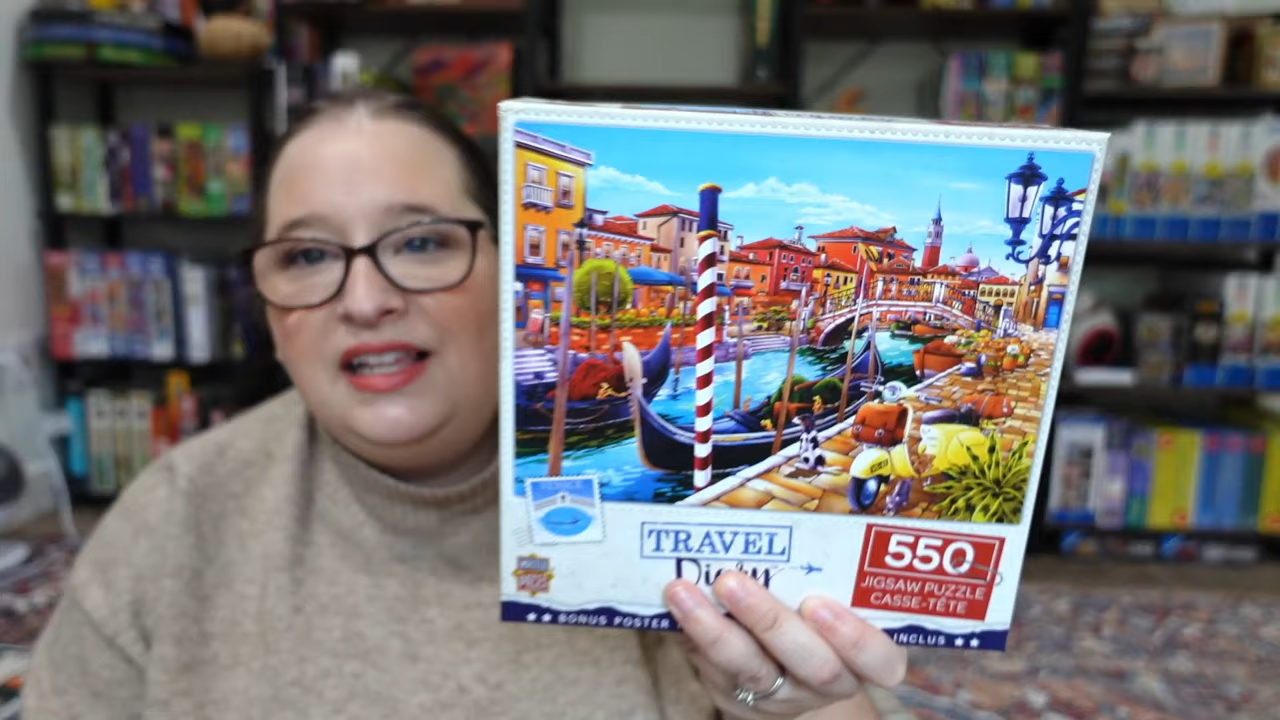 TRAVEL
Diary
550
JIGSAW PUZZLE
CASSE-TÊTE
BONUS POSTER
INCLUS